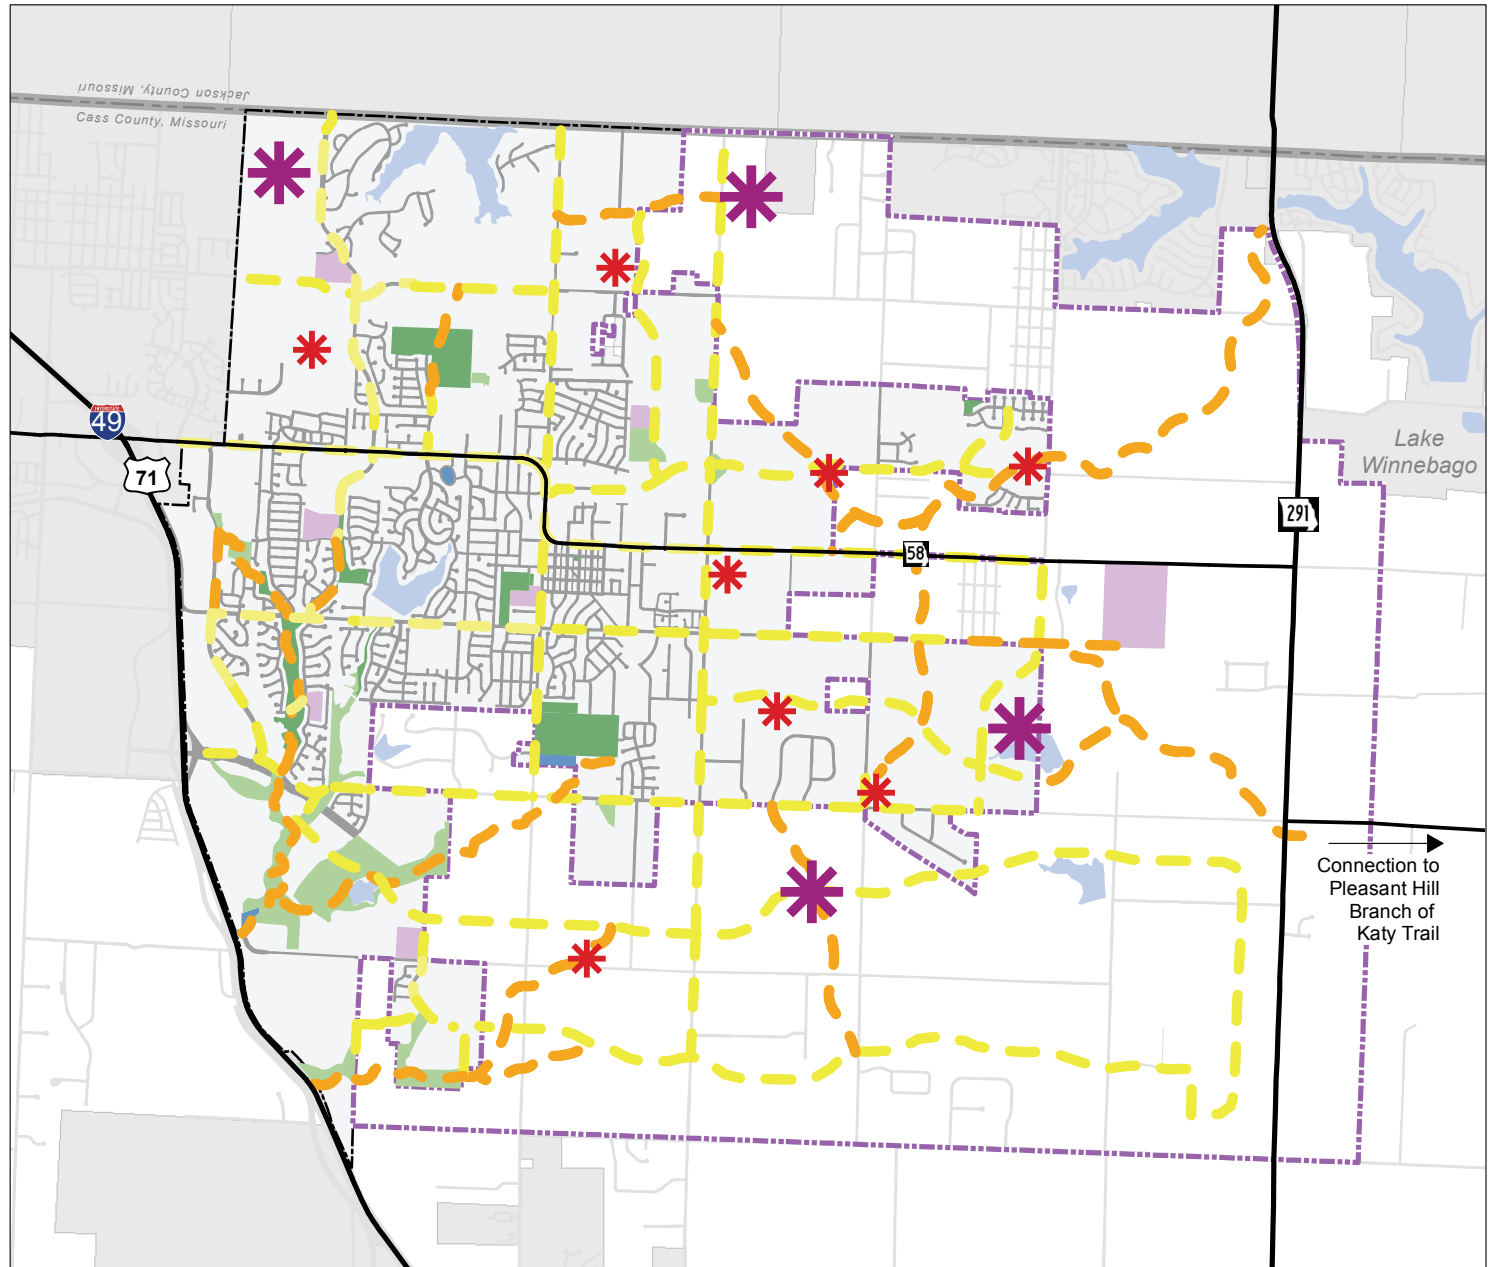 Jackson County, Missouri
Cass County, Missouri
INTERSTATE
49
71
Lake
Winnebago
291
58
Connection to
Pleasant Hill
Branch of
Katy Trail